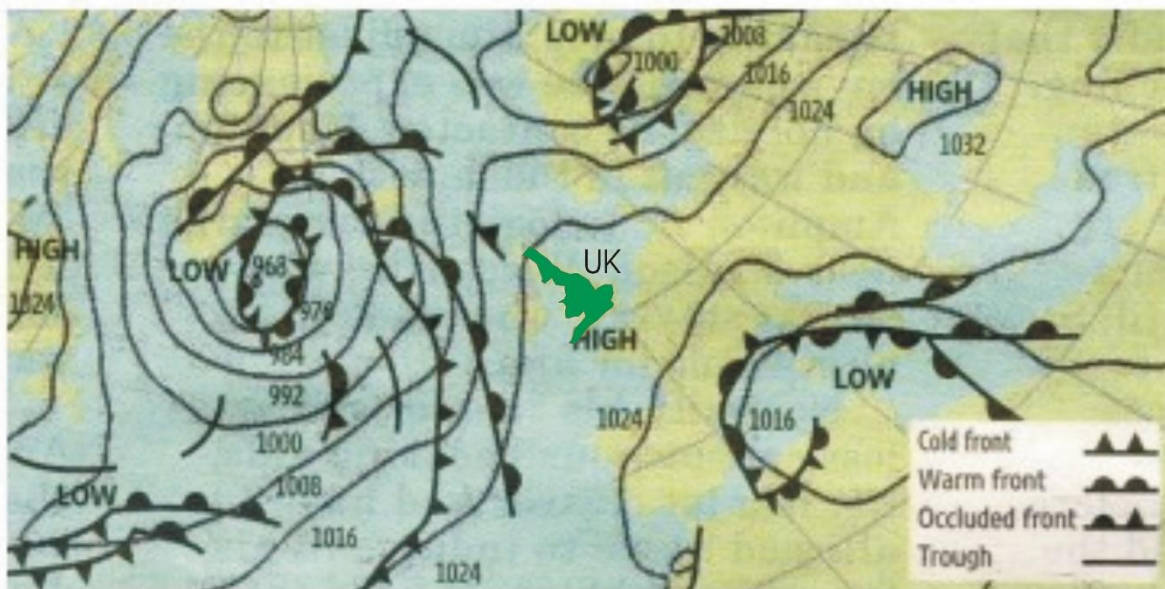 LOW
1008
1000
1016
HIGH
1024
1032
HIGH
UK
LOW
968
1024
976
984
HIGH
992
LOW
1024
1016
1000
Cold front
LOW
1008
Warm front
Occluded front
1016
Trough
1024